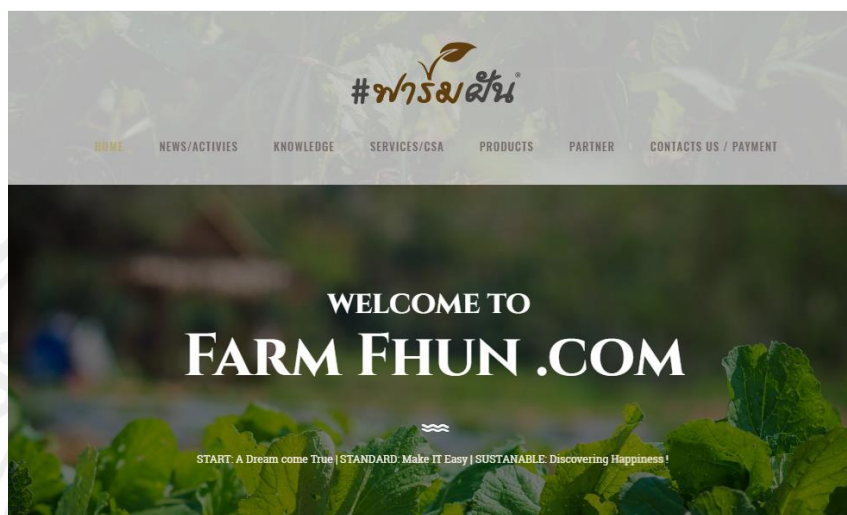 #ฟาร์มฝัน®
HOME NEWS/ACTIVIES KNOWLEDGE SERVICES/CSA PRODUCTS PARTNER CONTACTS US / PAYMENT
WELCOME TO
FARM FHUN .COM
START: A Dream come True | STANDARD: Make IT Easy | SUSTANABLE: Discovering Happiness !